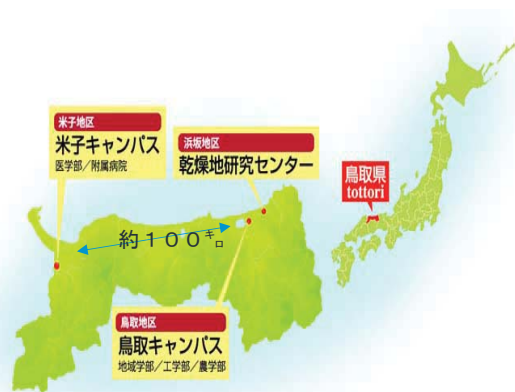 米子地区
米子キャンパス
医学部／附属病院
浜坂地区
乾燥地研究センター
鳥取県
tottori
約１００㌔
鳥取地区
鳥取キャンパス
地域学部／工学部／農学部